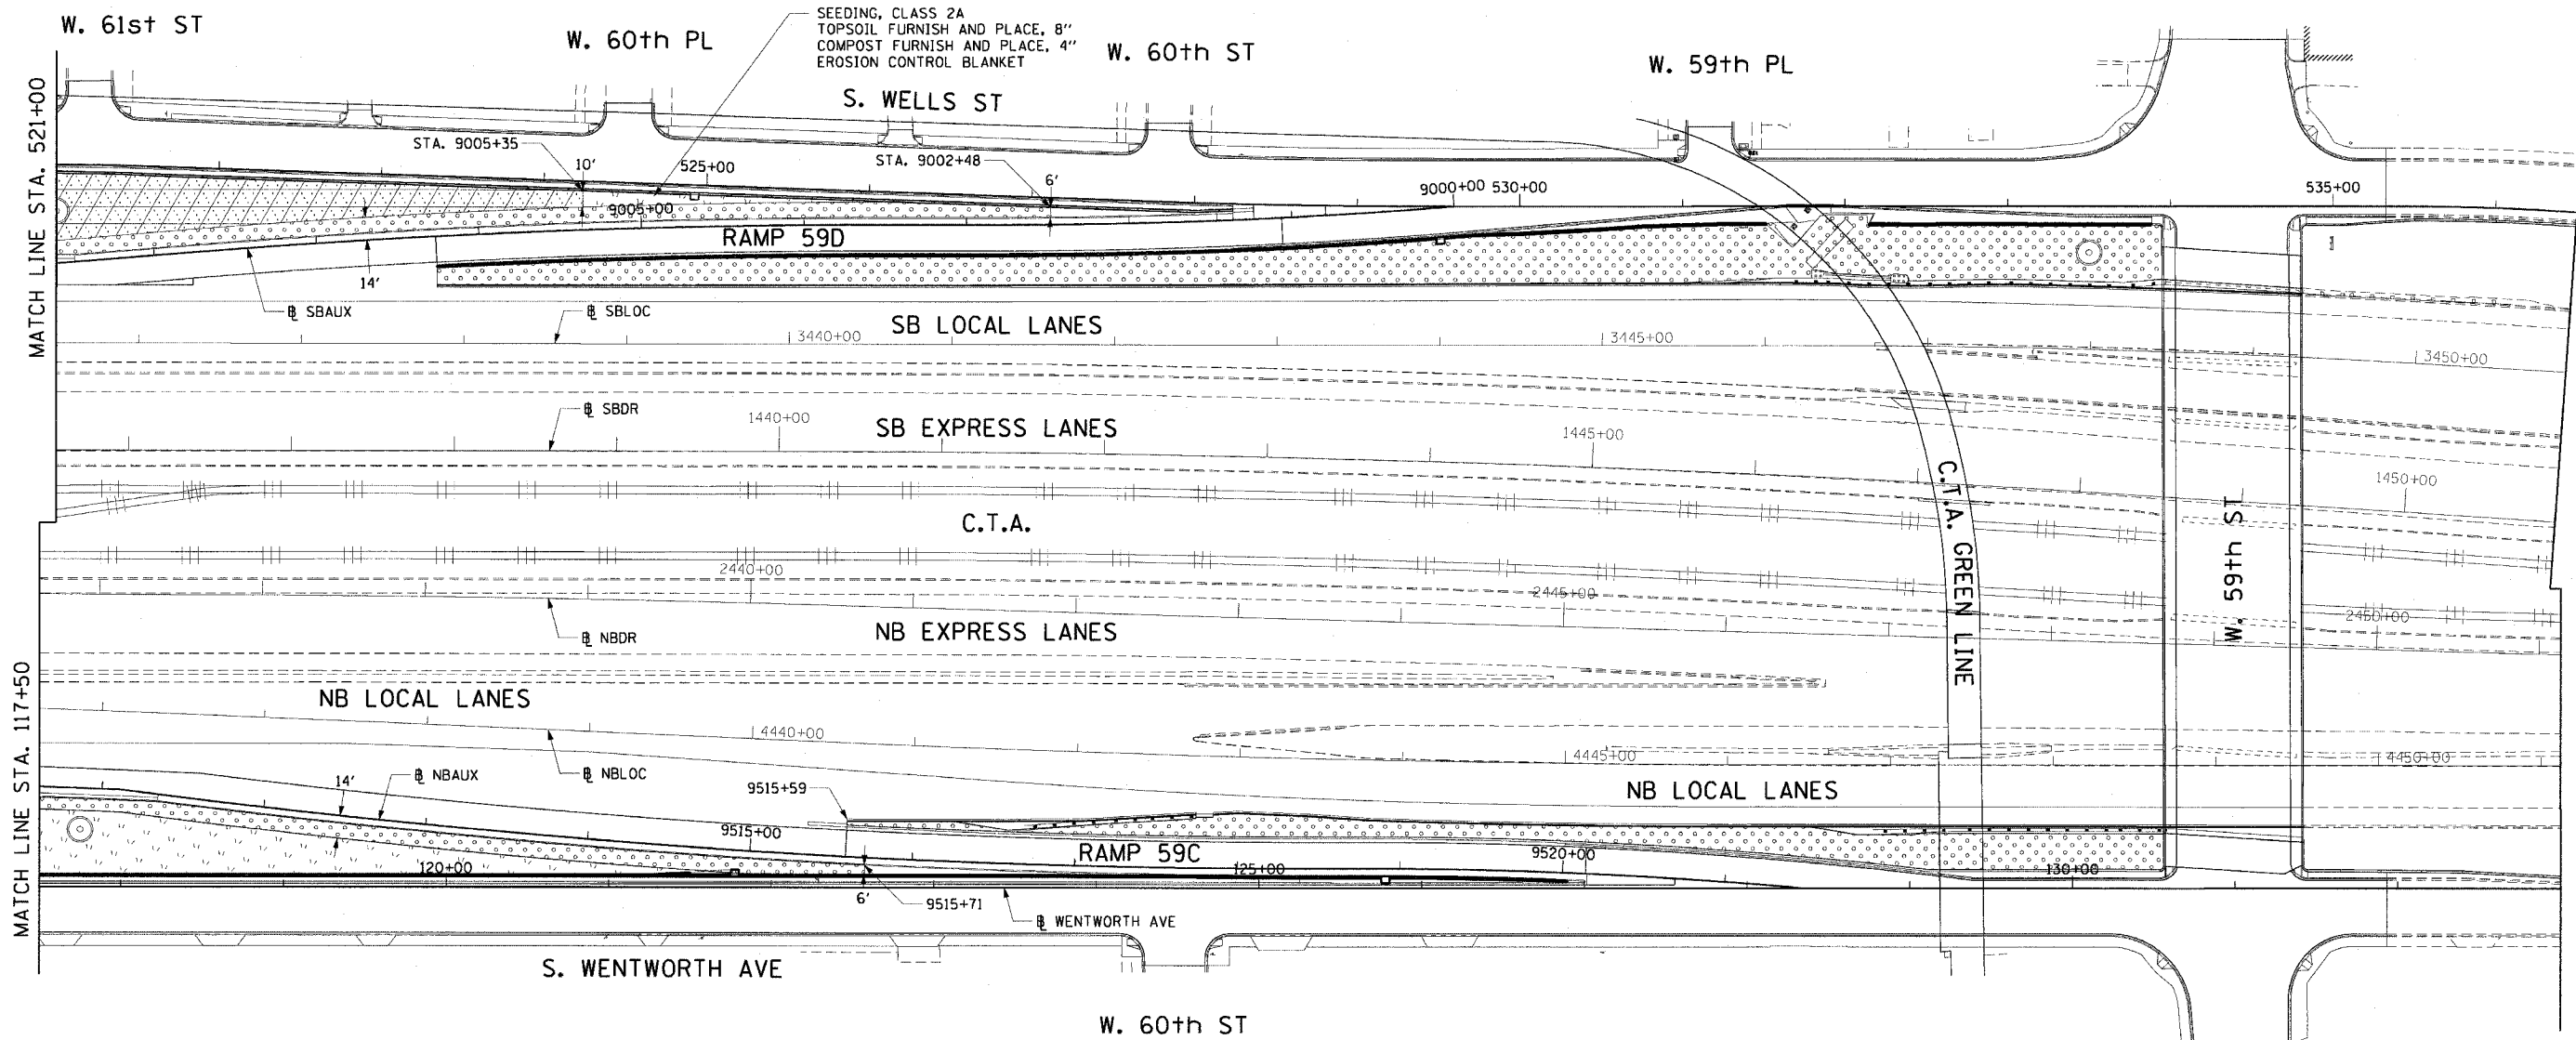 SEEDING, CLASS 2A
TOPSOIL FURNISH AND PLACE, 8"
COMPOST FURNISH AND PLACE, 4"
EROSION CONTROL BLANKET
W. 61st ST
W. 60th PL
W. 60th ST
W. 59th PL
S. WELLS ST
MATCH LINE STA. 521+00
STA. 9005+35
10'
525+00
STA. 9002+48
6'
9000+00
530+00
535+00
9005+00
RAMP 59D
14'
℄ SBAUX
℄ SBLOC
SB LOCAL LANES
3440+00
3445+00
3450+00
℄ SBDR
1440+00
SB EXPRESS LANES
1445+00
1450+00
C.T.A.
C.T.A. GREEN LINE
W. 59th ST
2440+00
2445+00
2450+00
℄ NBDR
NB EXPRESS LANES
MATCH LINE STA. 117+50
NB LOCAL LANES
4440+00
4445+00
4450+00
14'
℄ NBAUX
℄ NBLOC
9515+59
NB LOCAL LANES
9515+00
RAMP 59C
9520+00
120+00
125+00
130+00
6'
9515+71
℄ WENTWORTH AVE
S. WENTWORTH AVE
W. 60th ST